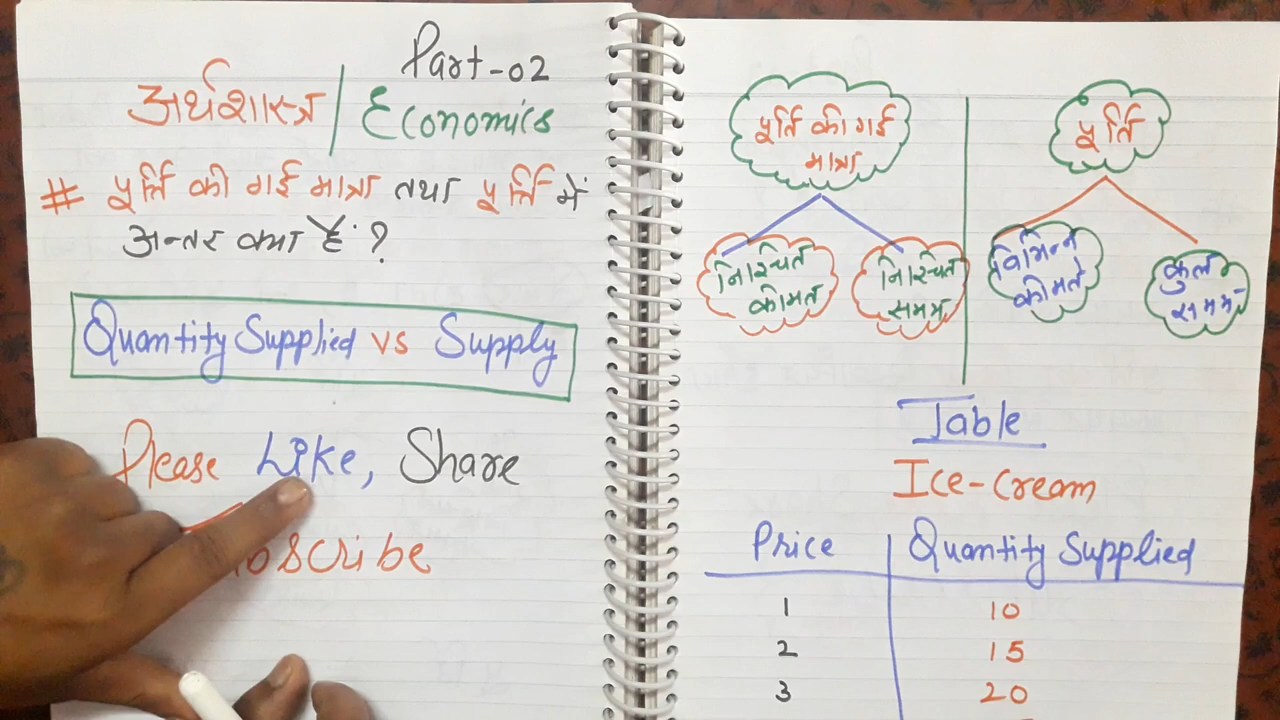 Part-02
अर्थशास्त्र / Economics
# पूर्ति की गई मात्रा तथा पूर्ति में
अन्तर क्या है ?
Quantity Supplied vs Supply
Please Like, Share
पूर्ति की गई
मात्रा
निश्चित
कीमत
निश्चित
समय
पूर्ति
विभिन्न
कीमत
कुल
समय
Table
Ice-Cream
Price Quantity Supplied
1 10
2 15
3 20